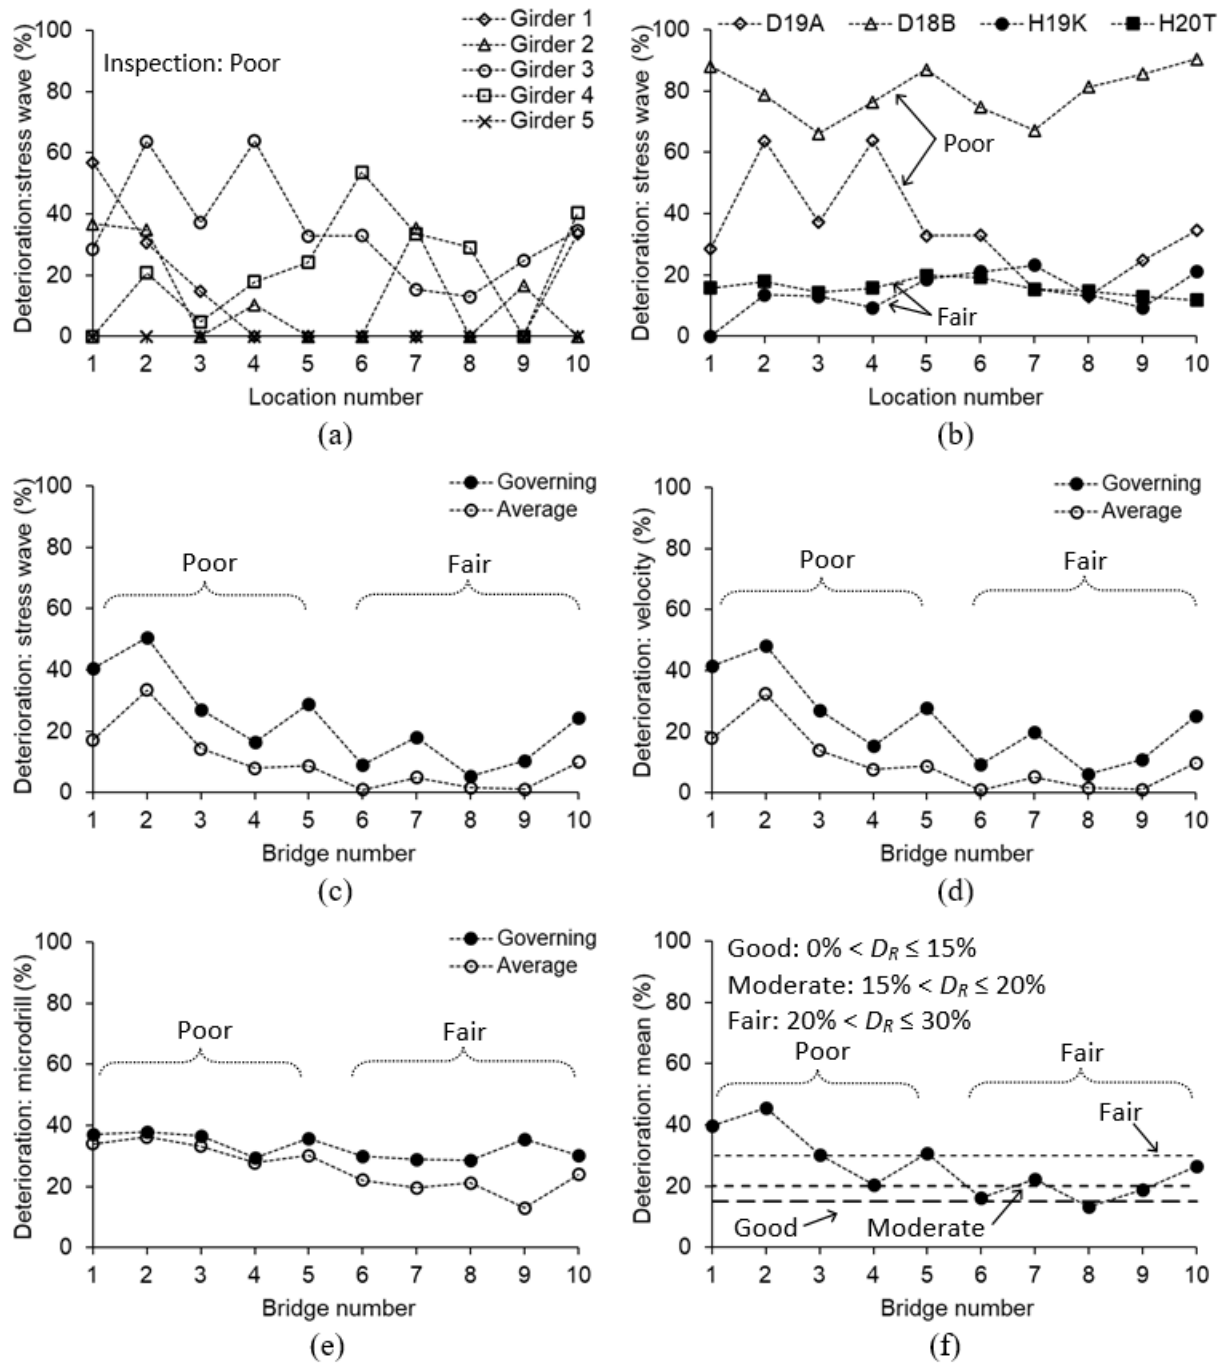 Deterioration:stress wave (%)
100
80
60
40
20
0
Inspection: Poor
Girder 1
Girder 2
Girder 3
Girder 4
Girder 5
1 2 3 4 5 6 7 8 9 10
Location number
(a)
Deterioration: stress wave (%)
100
80
60
40
20
0
D19A D18B H19K H20T
Poor
Fair
1 2 3 4 5 6 7 8 9 10
Location number
(b)
Deterioration: stress wave (%)
100
80
60
40
20
0
Governing
Average
Poor Fair
1 2 3 4 5 6 7 8 9 10
Bridge number
(c)
Deterioration: velocity (%)
100
80
60
40
20
0
Governing
Average
Poor Fair
1 2 3 4 5 6 7 8 9 10
Bridge number
(d)
Deterioration: microdrill (%)
100
80
60
40
20
0
Governing
Average
Poor Fair
1 2 3 4 5 6 7 8 9 10
Bridge number
(e)
Deterioration: mean (%)
100
80
60
40
20
0
Good: 0% < D_R ≤ 15%
Moderate: 15% < D_R ≤ 20%
Fair: 20% < D_R ≤ 30%
Poor Fair
Fair
Good Moderate
1 2 3 4 5 6 7 8 9 10
Bridge number
(f)